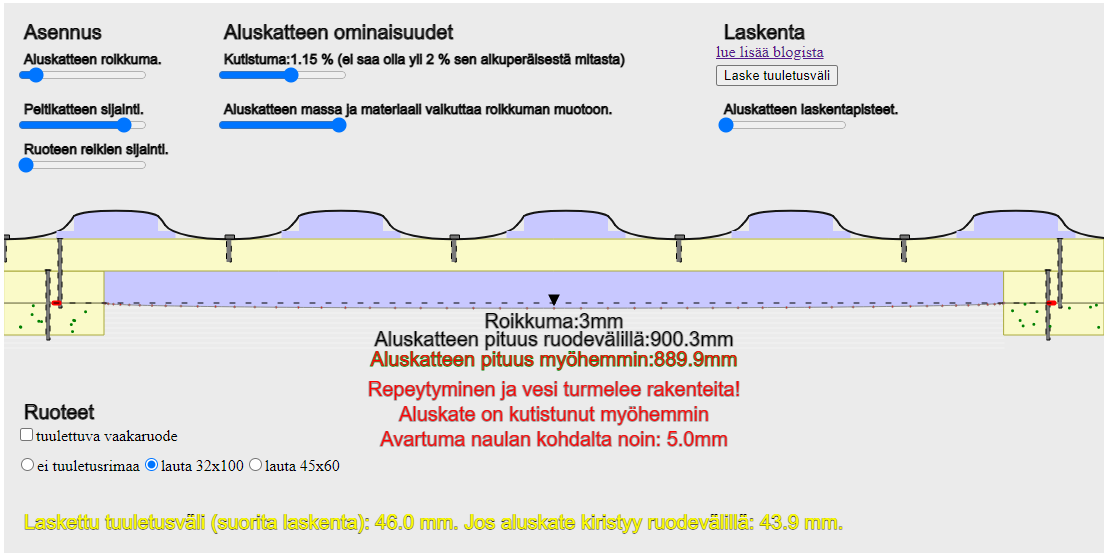 Asennus
Aluskatteen roikkuma.
Peltikatteen sijainti.
Ruoteen reikien sijainti.
Aluskatteen ominaisuudet
Kutistuma:1.15 % (ei saa olla yli 2 % sen alkuperäisestä mitasta)
Aluskatteen massa ja materiaali vaikuttaa roikkuman muotoon.
Laskenta
lue lisää blogista
Laske tuuletusväli
Aluskatteen laskentapisteet.
Roikkuma:3mm
Aluskatteen pituus ruodevälillä:900.3mm
Aluskatteen pituus myöhemmin:889.9mm
Repeytyminen ja vesi turmelee rakenteita!
Aluskate on kutistunut myöhemmin
Avartuma naulan kohdalta noin: 5.0mm
Ruoteet
tuulettuva vaakaruode
ei tuuletusrimaa lauta 32x100 lauta 45x60
Laskettu tuuletusväli (suorita laskenta): 46.0 mm. Jos aluskate kiristyy ruodevälillä: 43.9 mm.